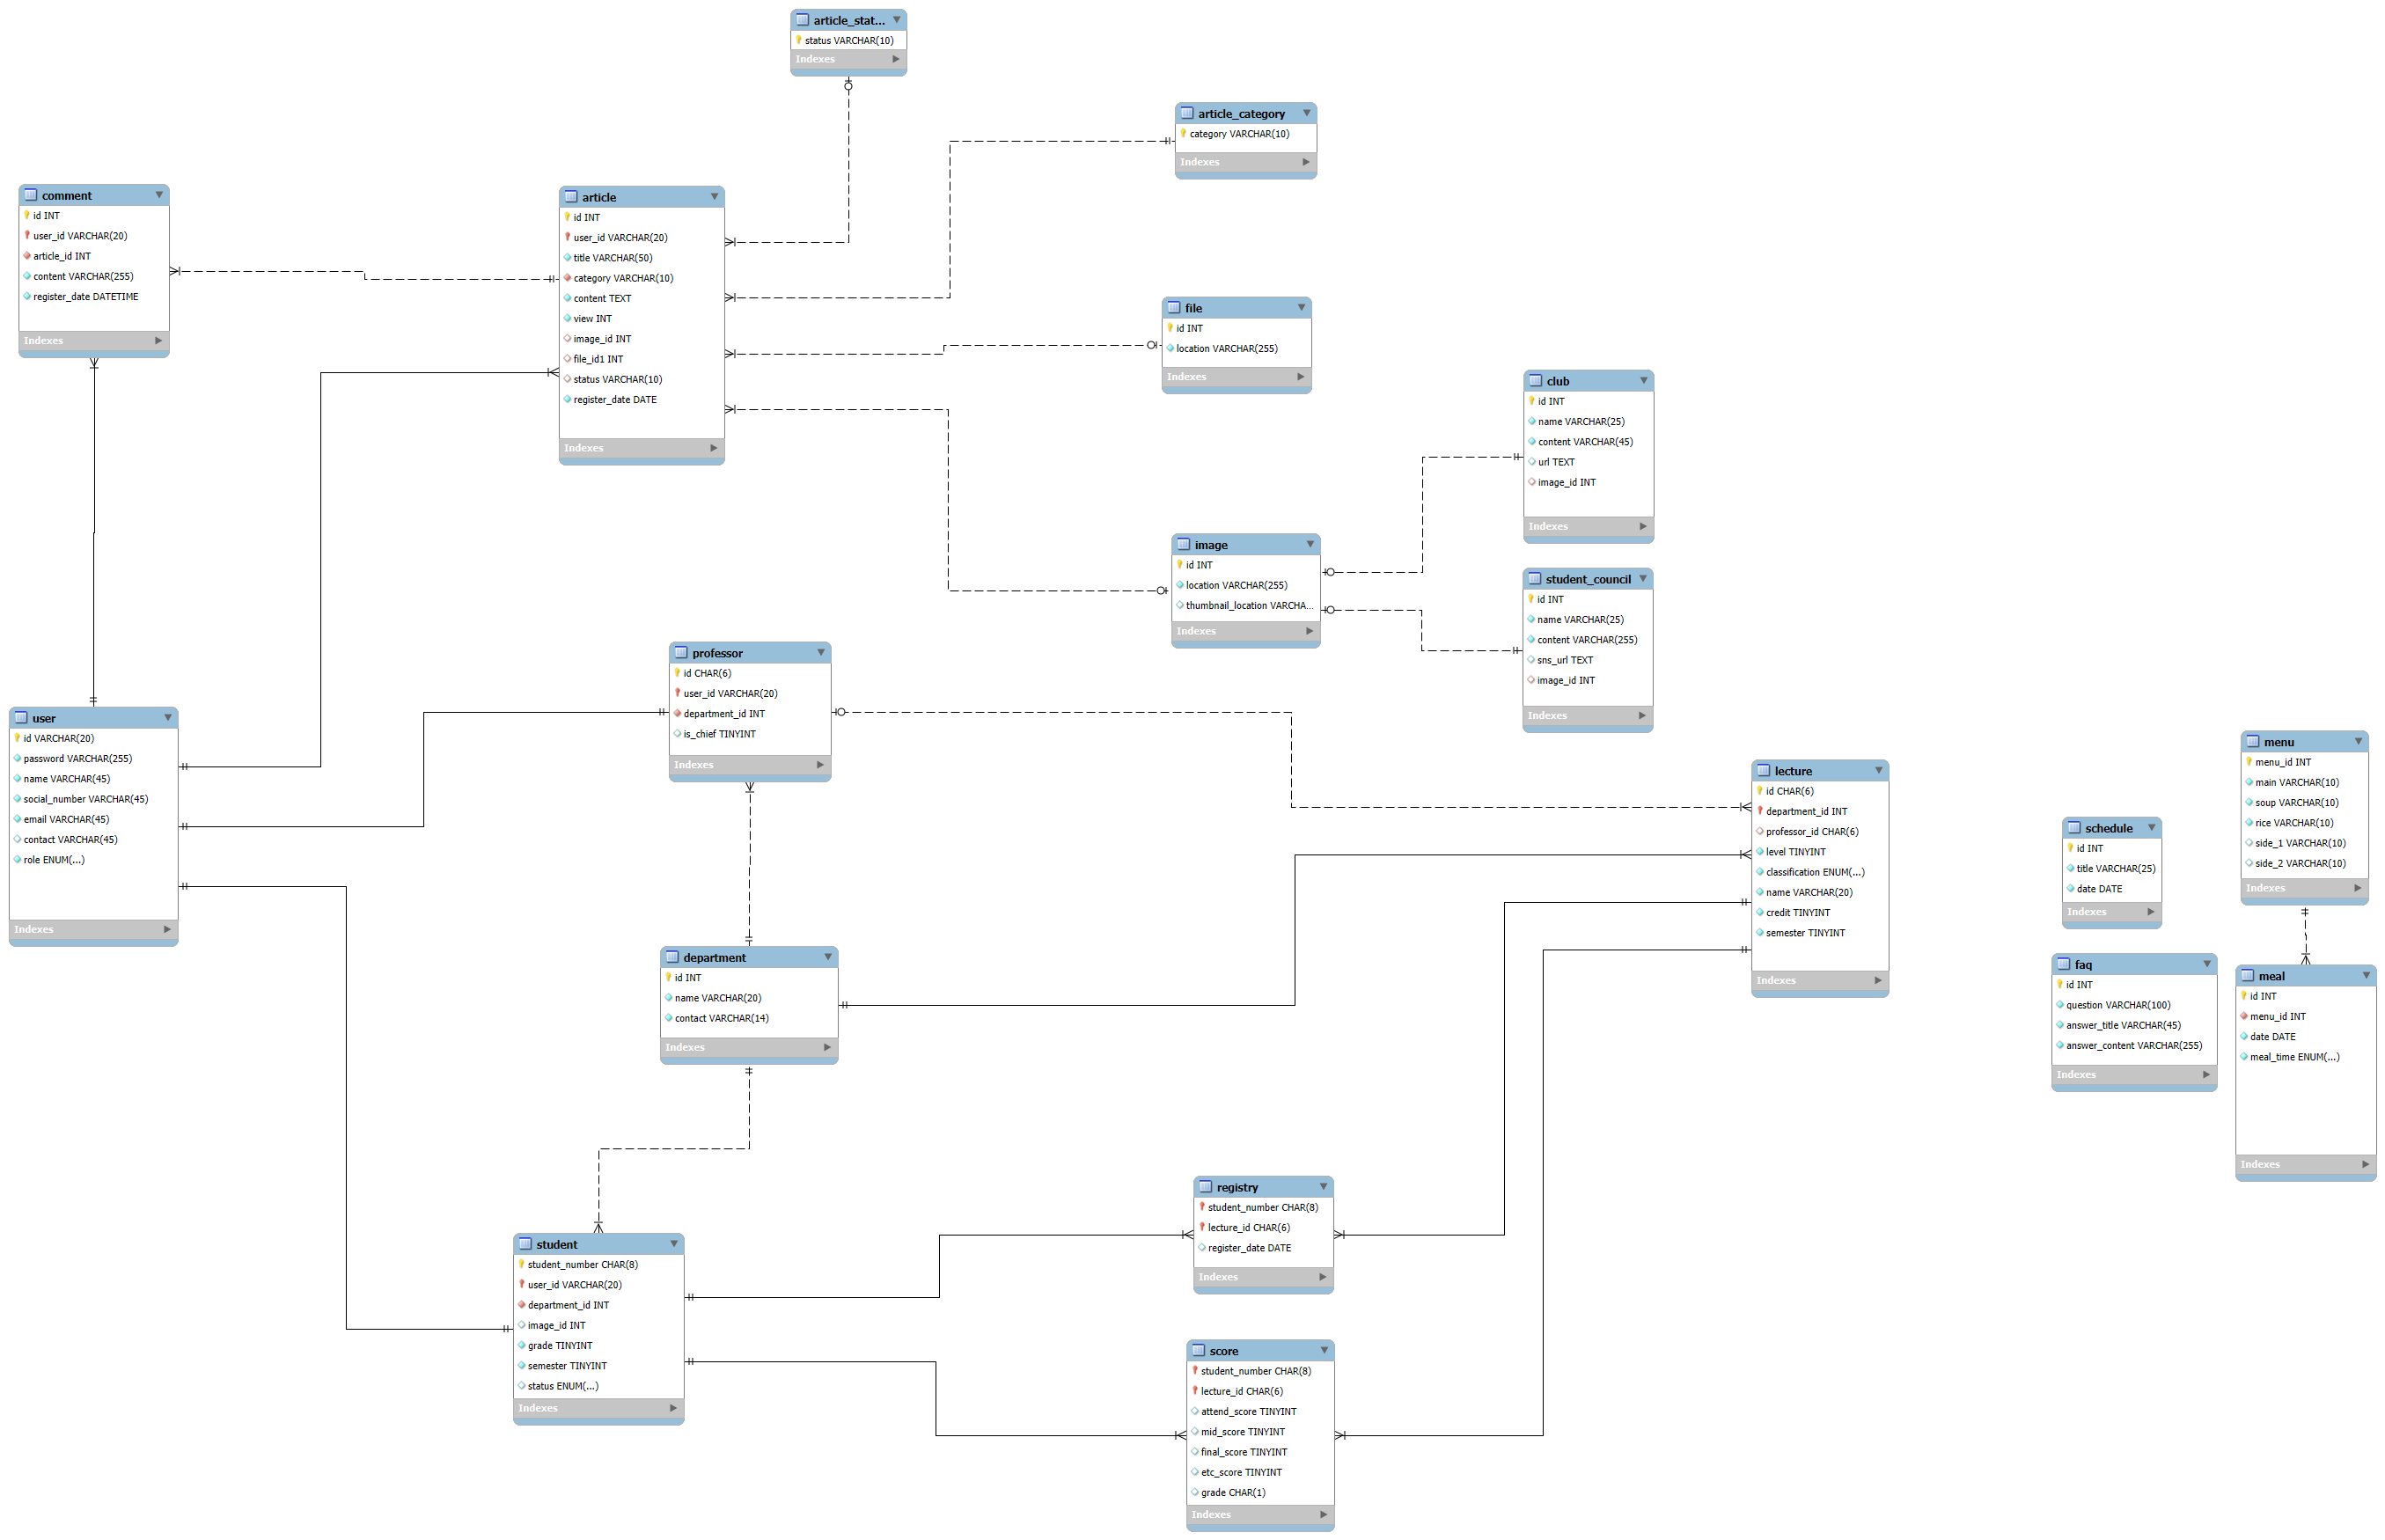 article_stat...
status VARCHAR(10)
Indexes
article_category
category VARCHAR(10)
Indexes
comment
id INT
user_id VARCHAR(20)
article_id INT
content VARCHAR(255)
register_date DATETIME
Indexes
article
id INT
user_id VARCHAR(20)
title VARCHAR(50)
category VARCHAR(10)
content TEXT
view INT
image_id INT
file_id1 INT
status VARCHAR(10)
register_date DATE
Indexes
file
id INT
location VARCHAR(255)
Indexes
club
id INT
name VARCHAR(25)
content VARCHAR(45)
url TEXT
image_id INT
Indexes
image
id INT
location VARCHAR(255)
thumbnail_location VARCHA...
Indexes
student_council
id INT
name VARCHAR(25)
content VARCHAR(255)
sns_url TEXT
image_id INT
Indexes
professor
id CHAR(6)
user_id VARCHAR(20)
department_id INT
is_chief TINYINT
Indexes
user
id VARCHAR(20)
password VARCHAR(255)
name VARCHAR(45)
social_number VARCHAR(45)
email VARCHAR(45)
contact VARCHAR(45)
role ENUM(...)
Indexes
lecture
id CHAR(6)
department_id INT
professor_id CHAR(6)
level TINYINT
classification ENUM(...)
name VARCHAR(20)
credit TINYINT
semester TINYINT
Indexes
menu
menu_id INT
main VARCHAR(10)
soup VARCHAR(10)
rice VARCHAR(10)
side_1 VARCHAR(10)
side_2 VARCHAR(10)
Indexes
schedule
id INT
title VARCHAR(25)
date DATE
Indexes
department
id INT
name VARCHAR(20)
contact VARCHAR(14)
Indexes
faq
id INT
question VARCHAR(100)
answer_title VARCHAR(45)
answer_content VARCHAR(255)
Indexes
meal
id INT
menu_id INT
date DATE
meal_time ENUM(...)
Indexes
registry
student_number CHAR(8)
lecture_id CHAR(6)
register_date DATE
Indexes
student
student_number CHAR(8)
user_id VARCHAR(20)
department_id INT
image_id INT
grade TINYINT
semester TINYINT
status ENUM(...)
Indexes
score
student_number CHAR(8)
lecture_id CHAR(6)
attend_score TINYINT
mid_score TINYINT
final_score TINYINT
etc_score TINYINT
grade CHAR(1)
Indexes